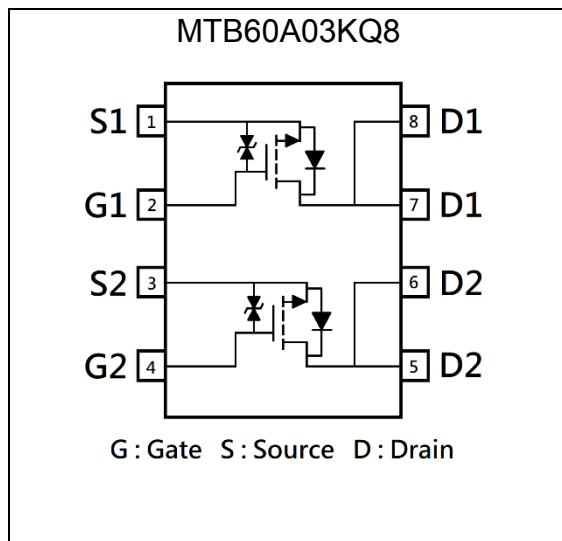 MTB60A03KQ8
S1 1 8 D1
G1 2 7 D1
S2 3 6 D2
G2 4 5 D2
G : Gate S : Source D : Drain